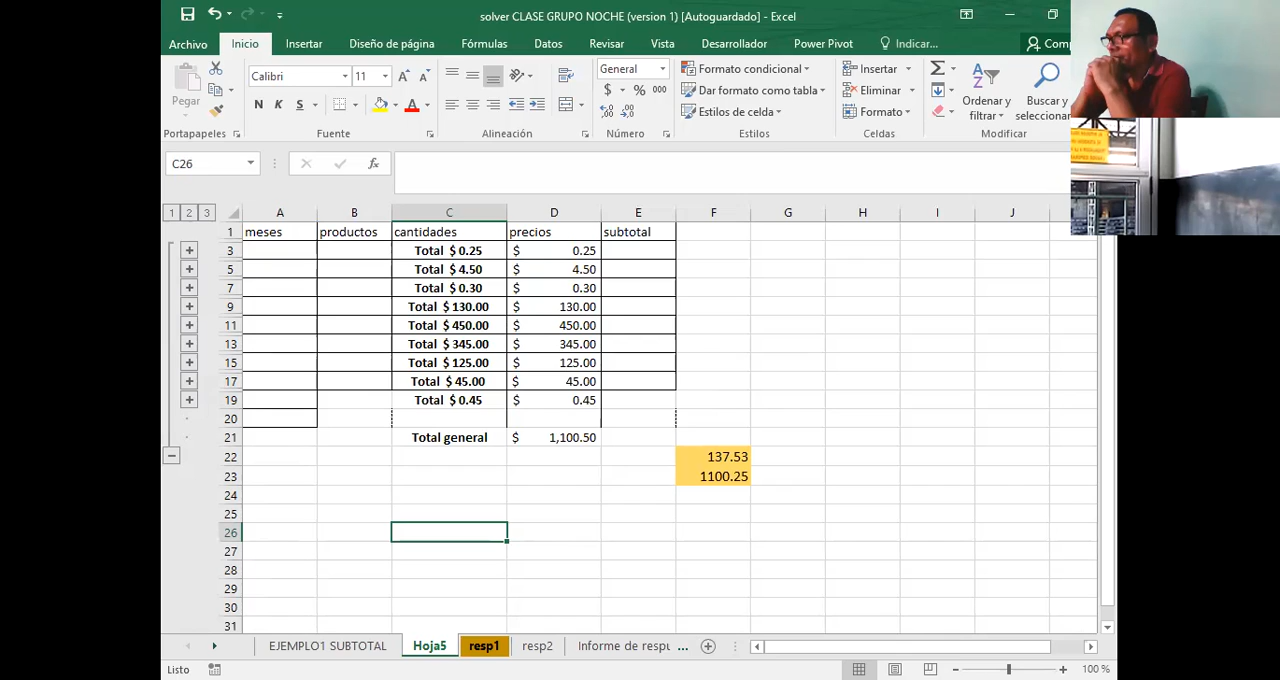 solver CLASE GRUPO NOCHE (version 1) [Autoguardado] - Excel
Archivo Inicio Insertar Diseño de página Fórmulas Datos Revisar Vista Desarrollador Power Pivot Indicar... Comp
Pegar
Calibri 11
N K S
General
$ % 000
Formato condicional
Dar formato como tabla
Estilos de celda
Insertar
Eliminar
Formato
Ordenar y filtrar
Buscar y seleccionar
Portapapeles Fuente Alineación Número Estilos Celdas Modificar
C26 fx
1 2 3 A B C D E F G H I J
1 meses productos cantidades precios subtotal
3 Total $ 0.25 $ 0.25
5 Total $ 4.50 $ 4.50
7 Total $ 0.30 $ 0.30
9 Total $ 130.00 $ 130.00
11 Total $ 450.00 $ 450.00
13 Total $ 345.00 $ 345.00
15 Total $ 125.00 $ 125.00
17 Total $ 45.00 $ 45.00
19 Total $ 0.45 $ 0.45
20
21 Total general $ 1,100.50
22 137.53
23 1100.25
24
25
26
27
28
29
30
31
EJEMPLO1 SUBTOTAL Hoja5 resp1 resp2 Informe de respu ...
Listo 100 %